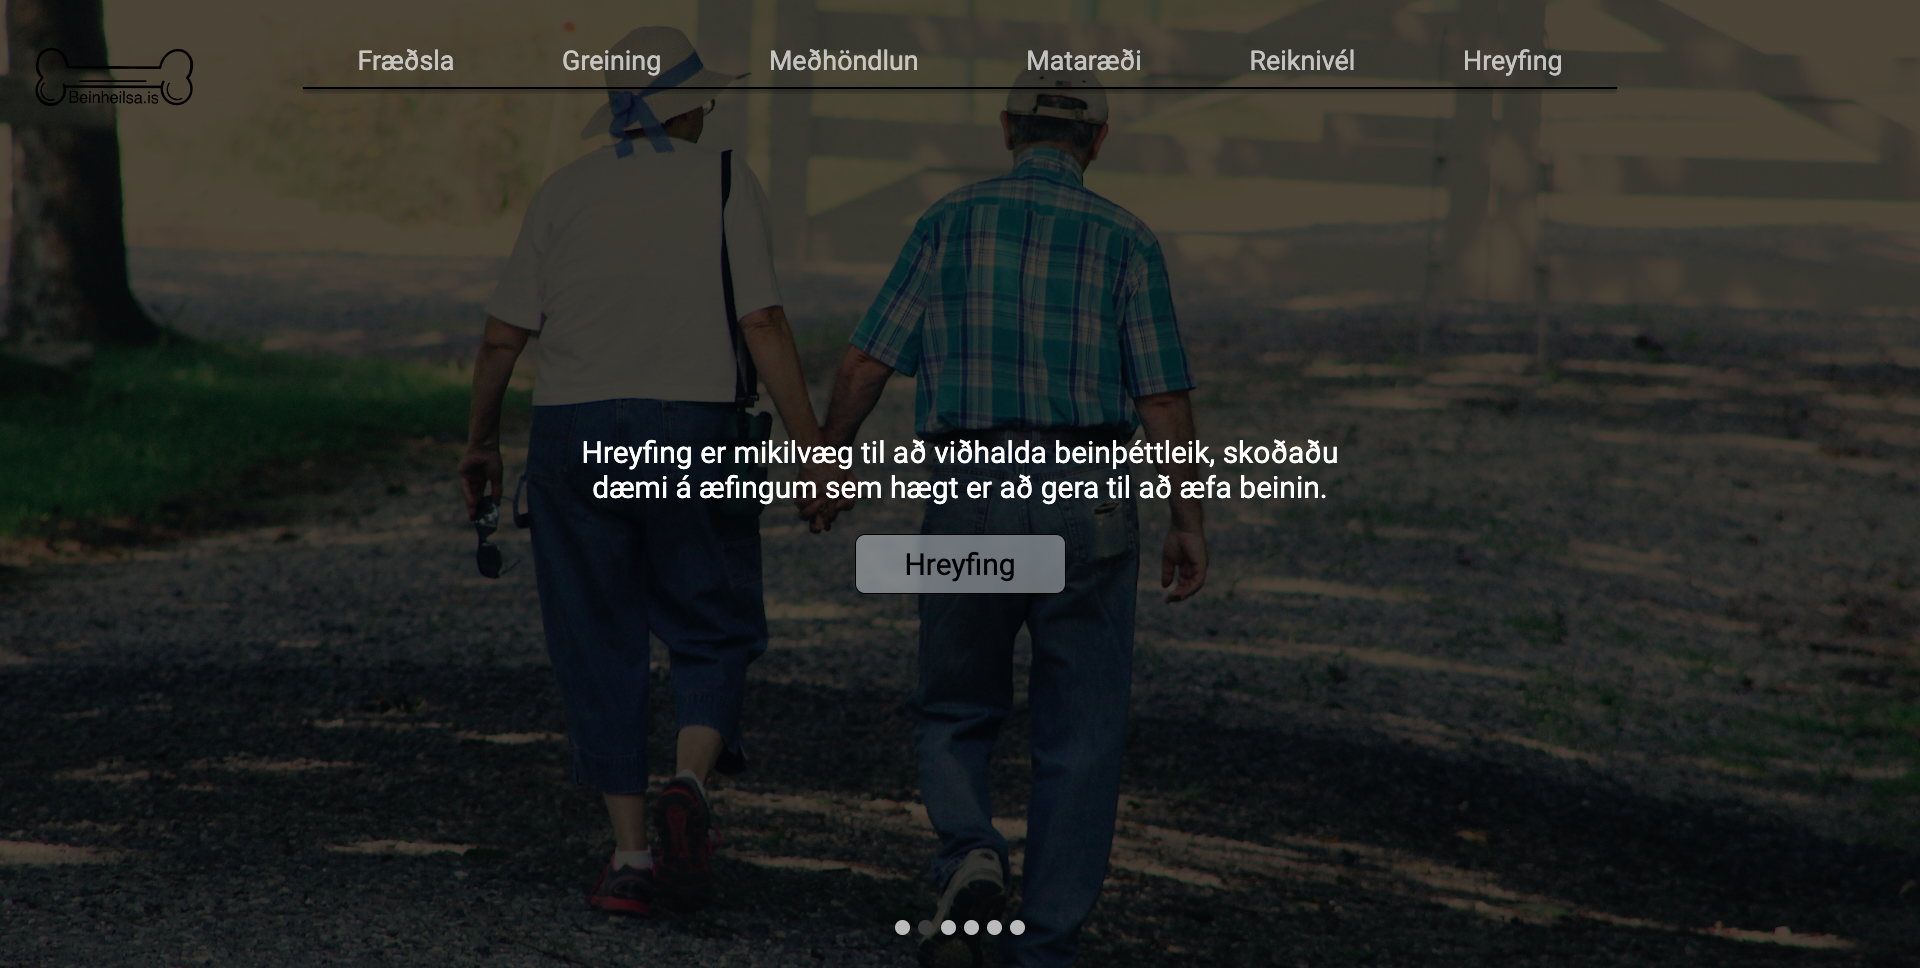 Beinheilsa.is
Fræðsla
Greining
Meðhöndlun
Mataræði
Reiknivél
Hreyfing
Hreyfing er mikilvæg til að viðhalda beinþéttleik, skoðaðu
dæmi á æfingum sem hægt er að gera til að æfa beinin.
Hreyfing